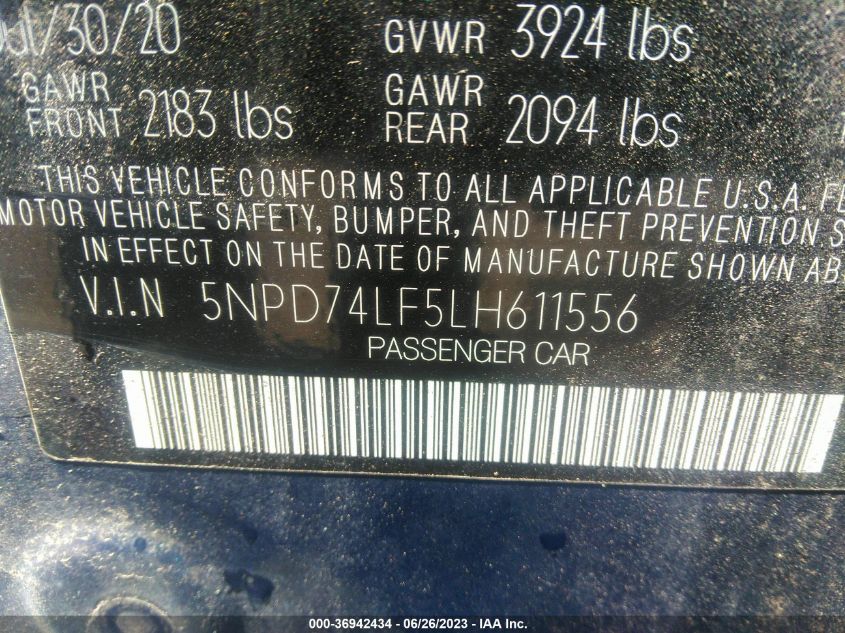 /30/20 GVWR 3924 lbs
GAWR FRONT 2183 lbs GAWR REAR 2094 lbs
THIS VEHICLE CONFORMS TO ALL APPLICABLE U.S.A.
MOTOR VEHICLE SAFETY, BUMPER, AND THEFT PREVENTION
IN EFFECT ON THE DATE OF MANUFACTURE SHOWN
V.I.N 5NPD74LF5LH611556
PASSENGER CAR
000-36942434 - 06/26/2023 - IAA Inc.